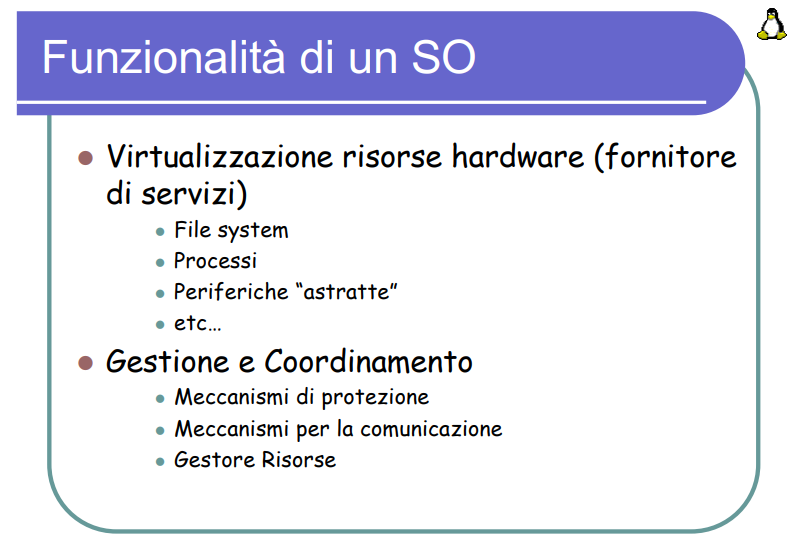 Funzionalità di un SO
Virtualizzazione risorse hardware (fornitore
di servizi)
File system
Processi
Periferiche “astratte”
etc…
Gestione e Coordinamento
Meccanismi di protezione
Meccanismi per la comunicazione
Gestore Risorse